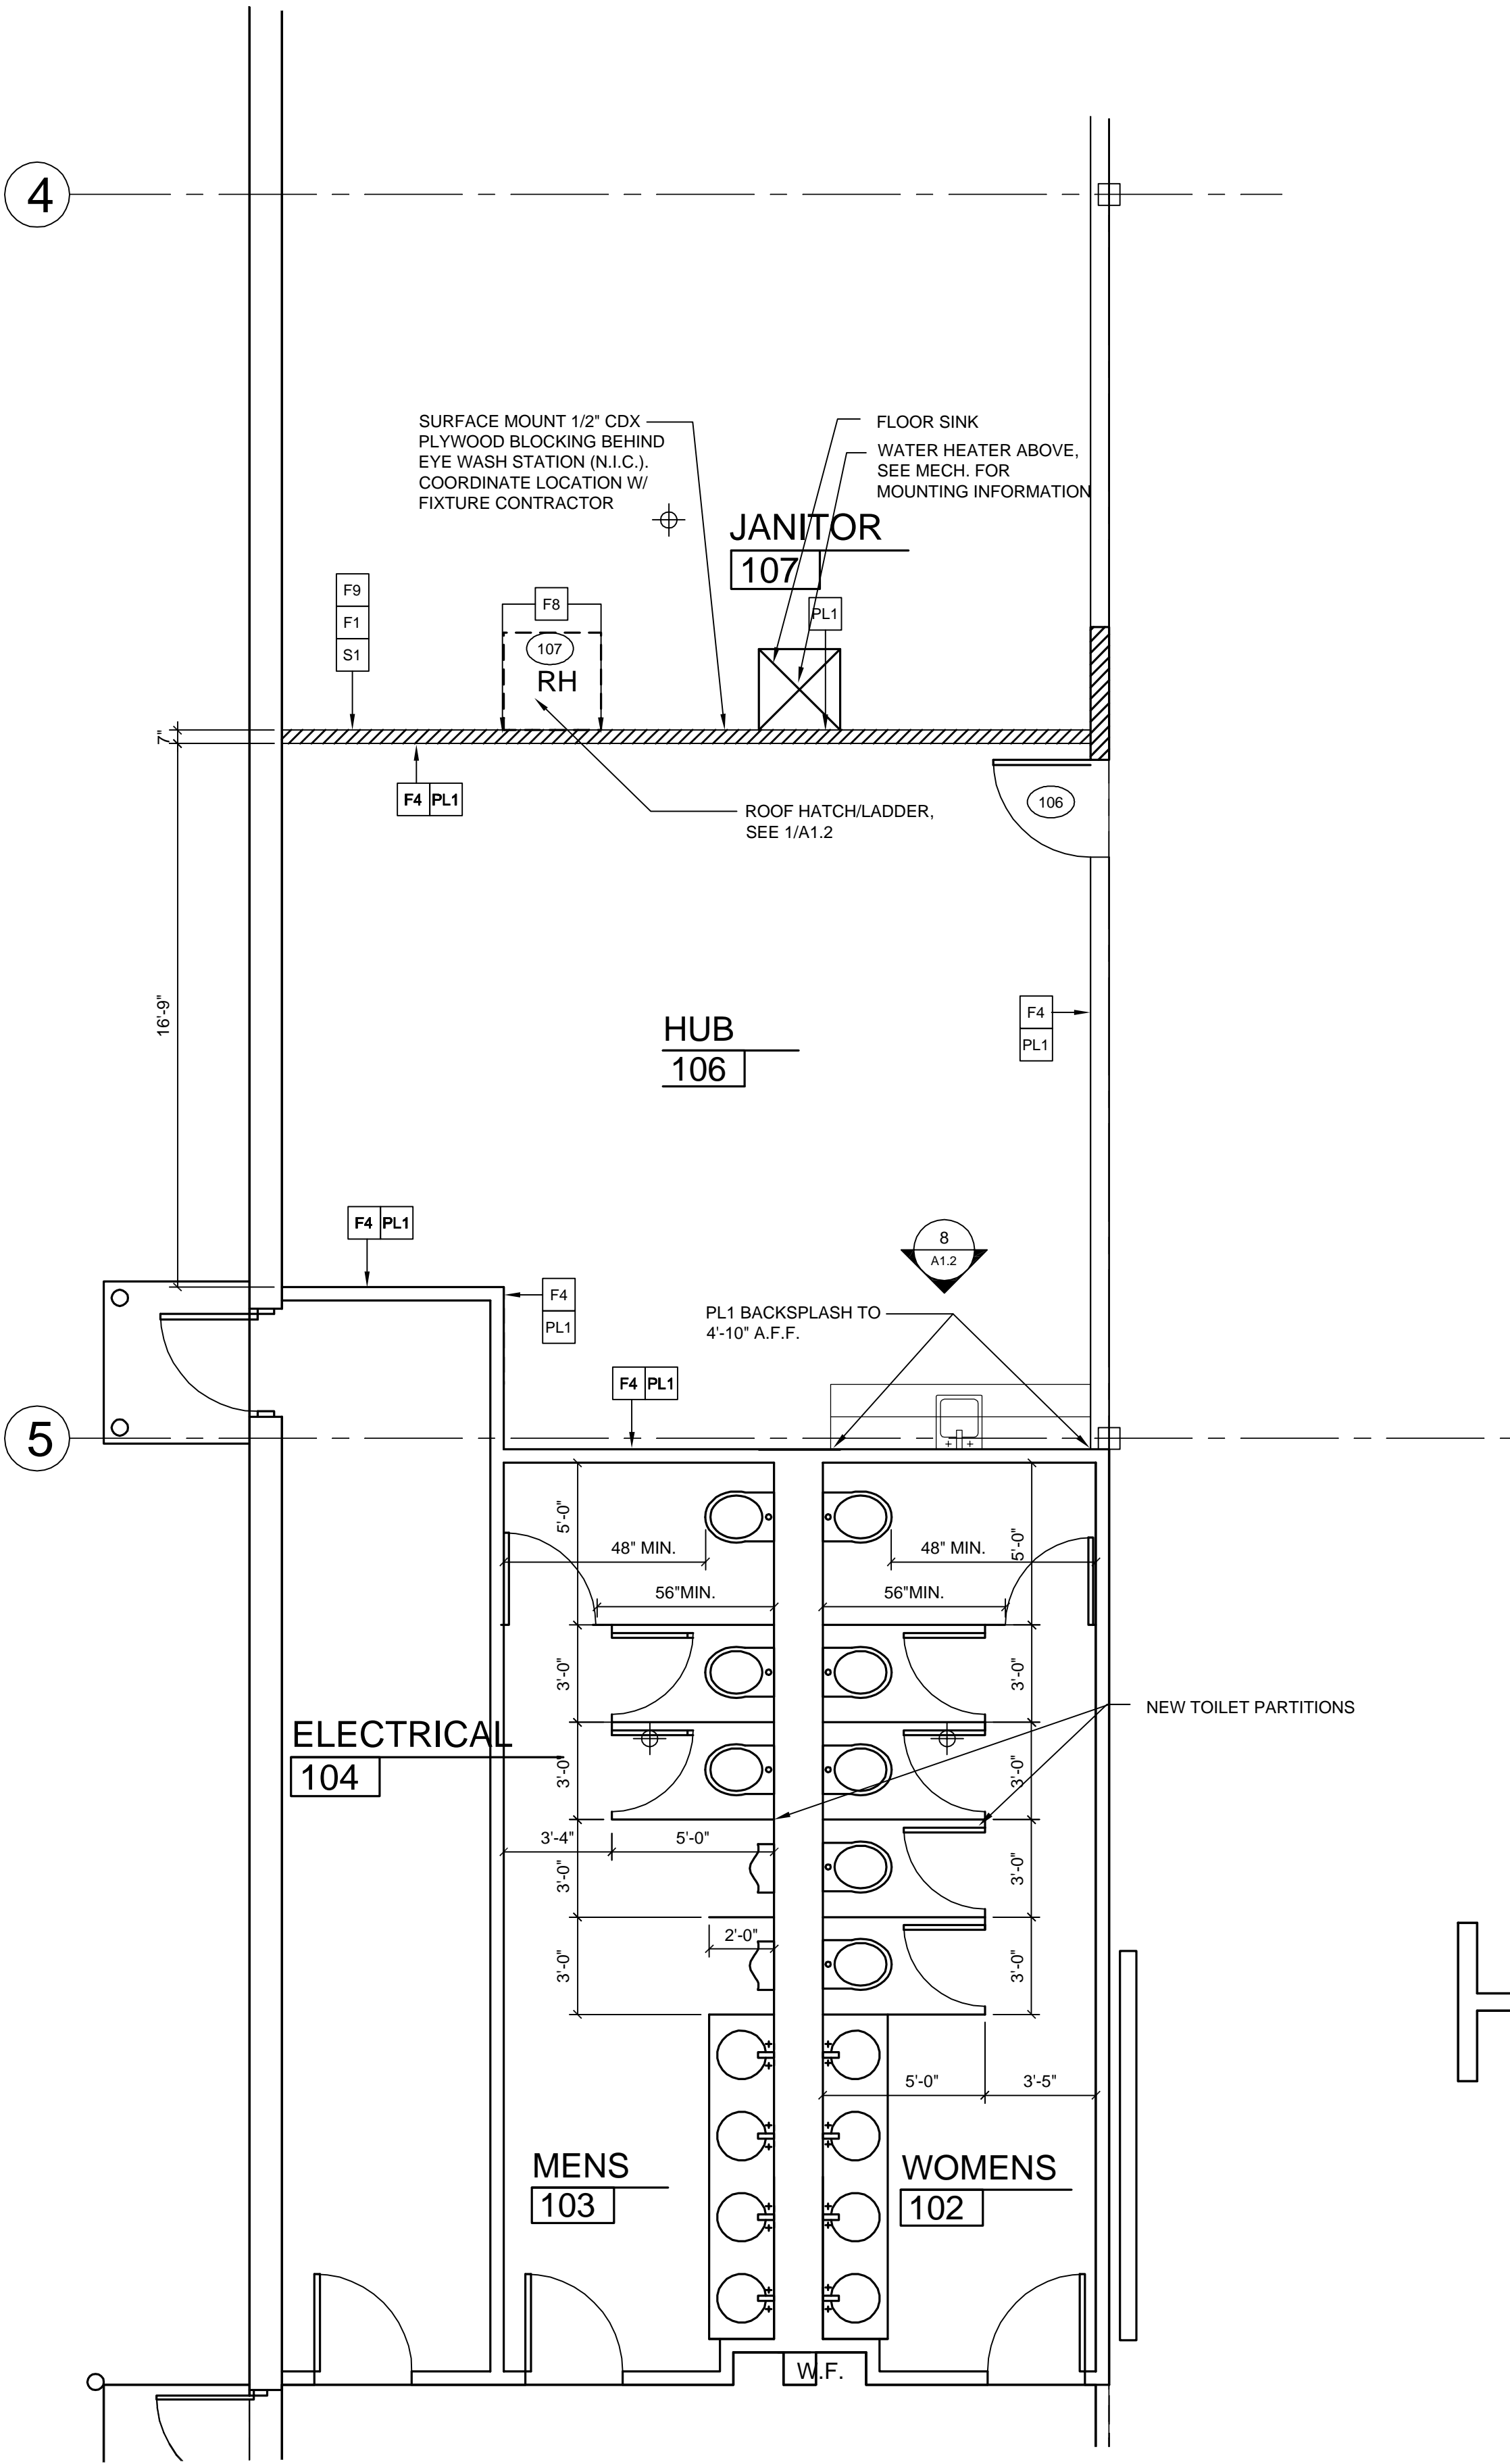 4
SURFACE MOUNT 1/2" CDX
PLYWOOD BLOCKING BEHIND
EYE WASH STATION (N.I.C.).
COORDINATE LOCATION W/
FIXTURE CONTRACTOR
FLOOR SINK
WATER HEATER ABOVE,
SEE MECH. FOR
MOUNTING INFORMATION
JANITOR
107
F9
F1
S1
F8
107
RH
PL1
7"
F4 PL1
ROOF HATCH/LADDER,
SEE 1/A1.2
106
16'-9"
HUB
106
F4
PL1
F4 PL1
8
A1.2
F4
PL1
PL1 BACKSPLASH TO
4'-10" A.F.F.
F4 PL1
5
5'-0"
48" MIN.
48" MIN.
5'-0"
56"MIN.
56"MIN.
3'-0"
3'-0"
NEW TOILET PARTITIONS
ELECTRICAL
104
3'-0"
3'-0"
3'-4"
5'-0"
3'-0"
3'-0"
2'-0"
3'-0"
3'-0"
5'-0"
3'-5"
MENS
103
WOMENS
102
W.F.